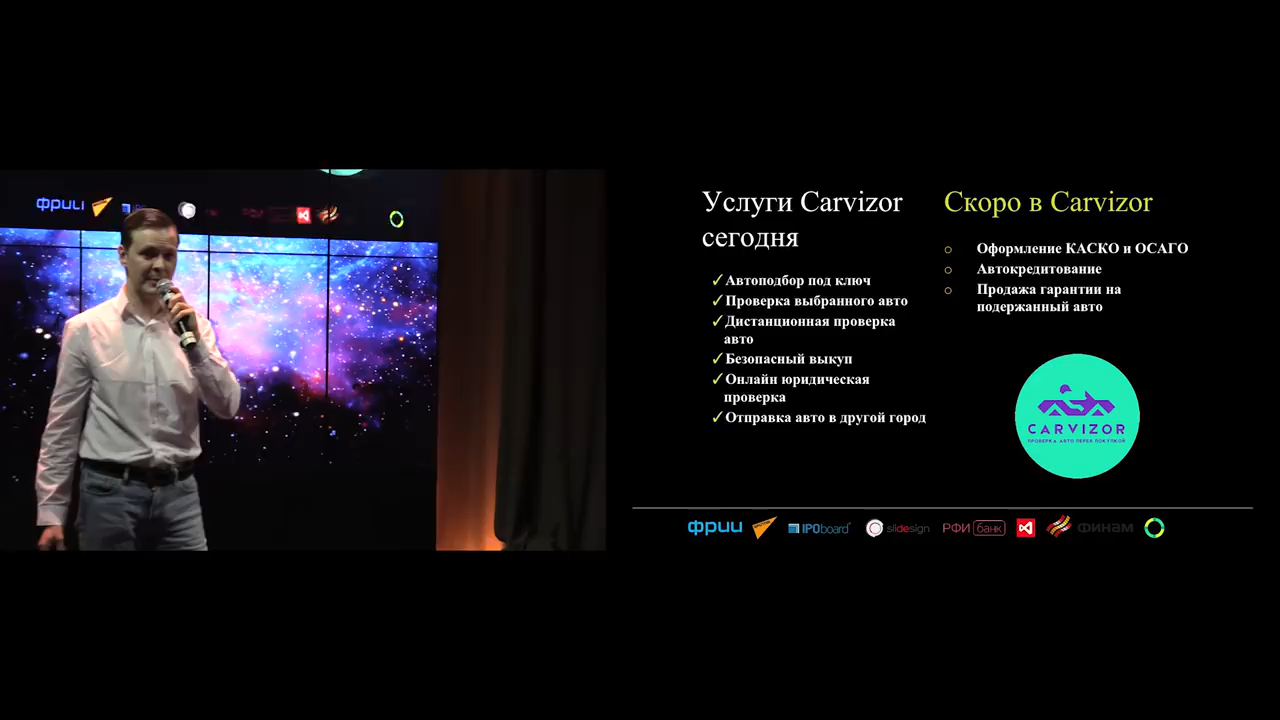 фрии
Услуги Carvizor
сегодня
✓Автоподбор под ключ
✓Проверка выбранного авто
✓Дистанционная проверка
авто
✓Безопасный выкуп
✓Онлайн юридическая
проверка
✓Отправка авто в другой город
Скоро в Carvizor
Оформление КАСКО и ОСАГО
Автокредитование
Продажа гарантии на
подержанный авто
CARVIZOR
ПРОВЕРКА АВТО ПЕРЕД ПОКУПКОЙ
фрии IPOboard slidesign РФИ банк финам